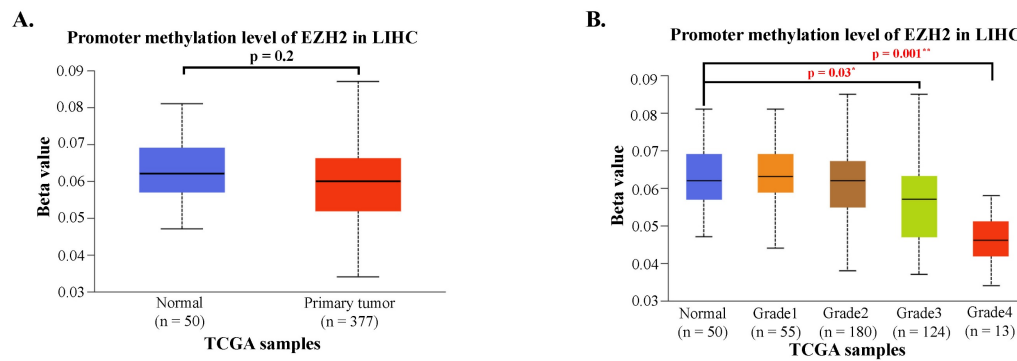 A.
Promoter methylation level of EZH2 in LIHC
p = 0.2
0.09
0.08
0.07
0.06
0.05
0.04
0.03
Beta value
Normal
(n = 50)
Primary tumor
(n = 377)
TCGA samples
B.
Promoter methylation level of EZH2 in LIHC
p = 0.001**
p = 0.03*
0.09
0.08
0.07
0.06
0.05
0.04
0.03
Beta value
Normal
(n = 50)
Grade1
(n = 55)
Grade2
(n = 180)
Grade3
(n = 124)
Grade4
(n = 13)
TCGA samples